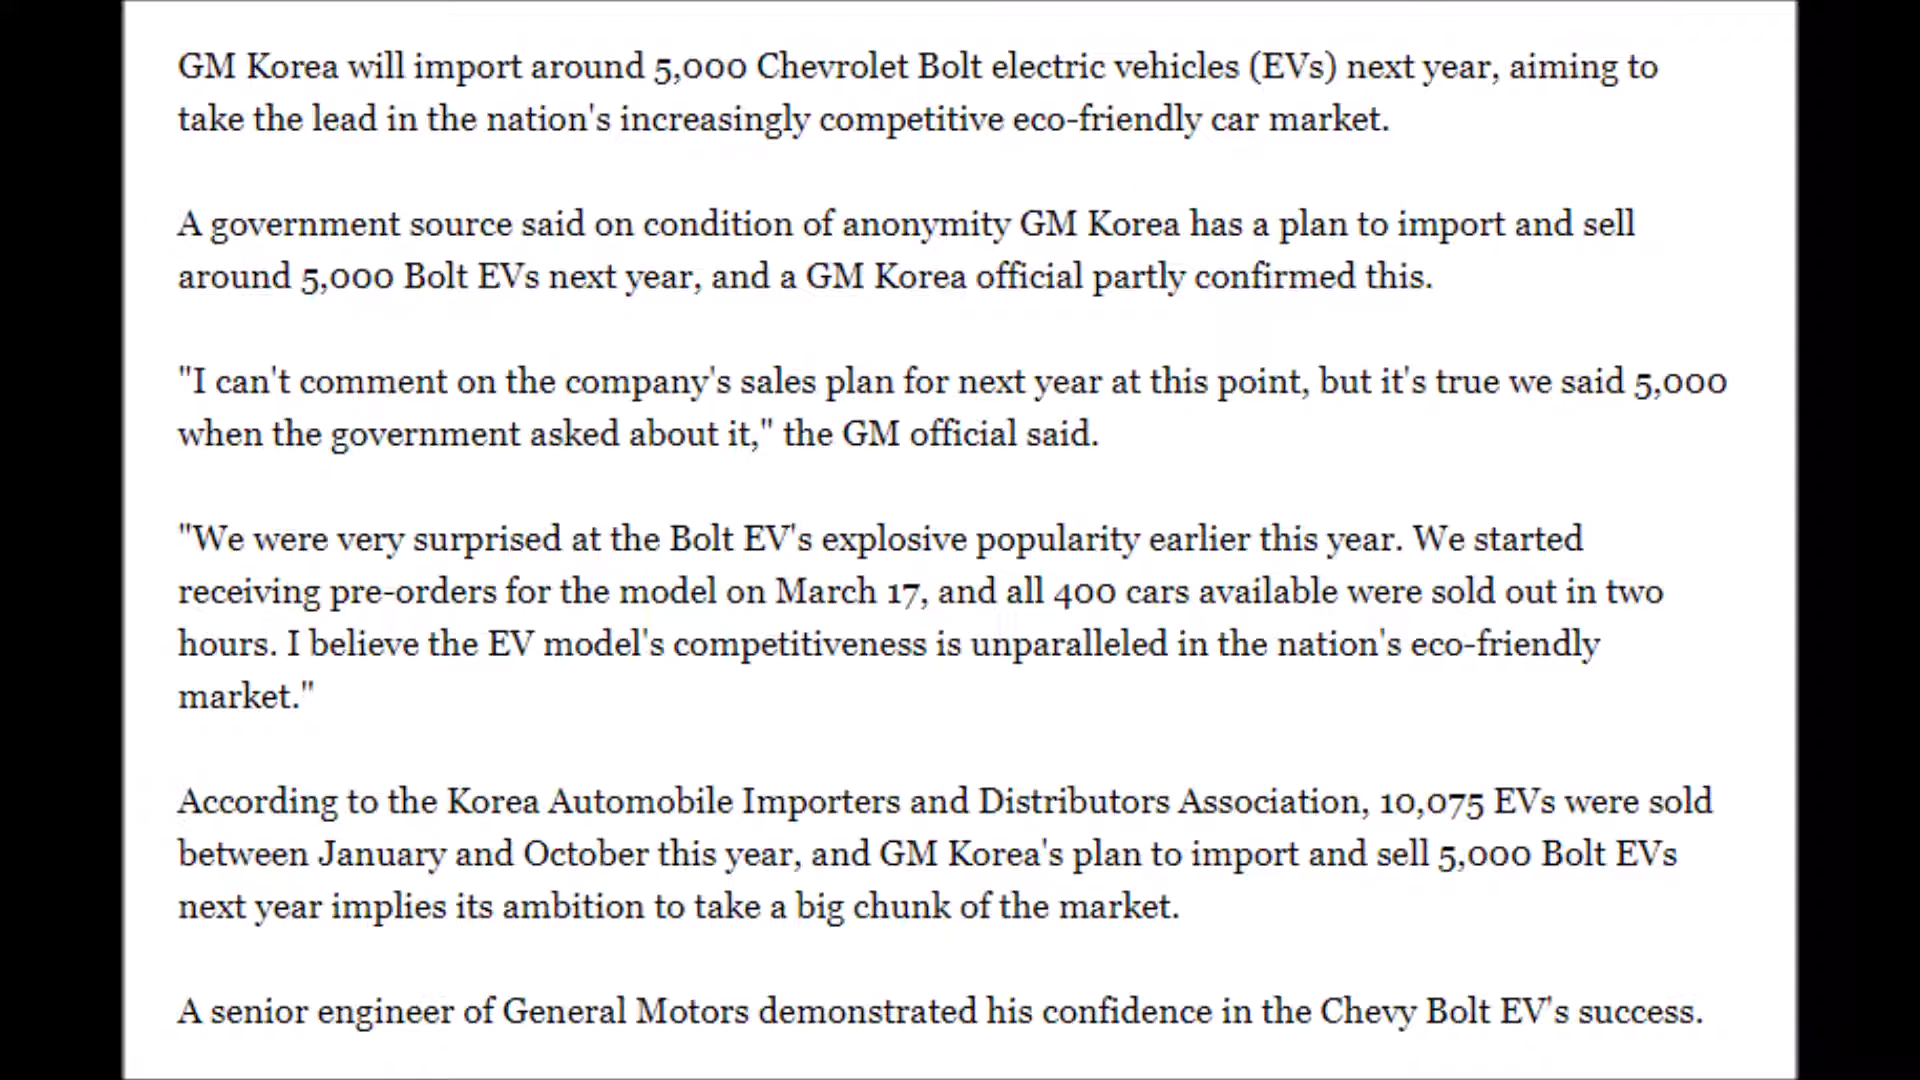 GM Korea will import around 5,000 Chevrolet Bolt electric vehicles (EVs) next year, aiming to
take the lead in the nation's increasingly competitive eco-friendly car market.
A government source said on condition of anonymity GM Korea has a plan to import and sell
around 5,000 Bolt EVs next year, and a GM Korea official partly confirmed this.
"I can't comment on the company's sales plan for next year at this point, but it's true we said 5,000
when the government asked about it," the GM official said.
"We were very surprised at the Bolt EV's explosive popularity earlier this year. We started
receiving pre-orders for the model on March 17, and all 400 cars available were sold out in two
hours. I believe the EV model's competitiveness is unparalleled in the nation's eco-friendly
market."
According to the Korea Automobile Importers and Distributors Association, 10,075 EVs were sold
between January and October this year, and GM Korea's plan to import and sell 5,000 Bolt EVs
next year implies its ambition to take a big chunk of the market.
A senior engineer of General Motors demonstrated his confidence in the Chevy Bolt EV's success.